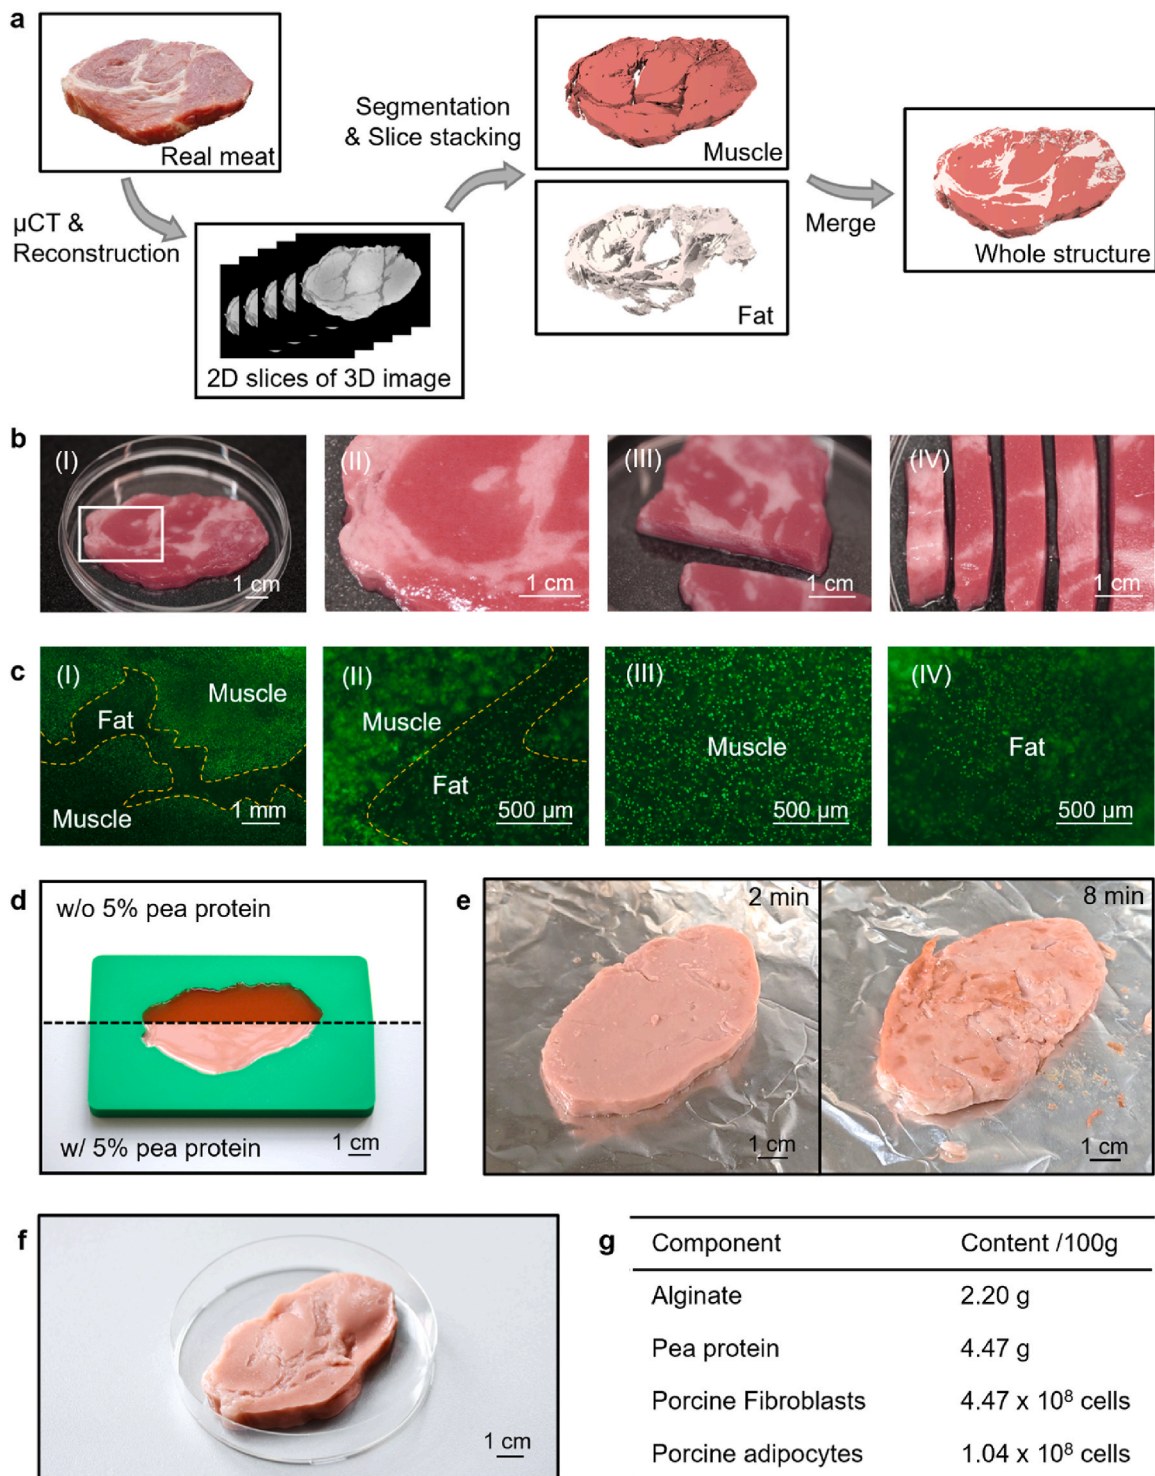 a
Real meat
μCT &
Reconstruction
2D slices of 3D image
Segmentation
& Slice stacking
Muscle
Fat
Merge
Whole structure
b
(I)
1 cm
(II)
1 cm
(III)
1 cm
(IV)
1 cm
c
(I)
Muscle
Fat
Muscle
1 mm
(II)
Muscle
Fat
500 μm
(III)
Muscle
500 μm
(IV)
Fat
500 μm
d
w/o 5% pea protein
w/ 5% pea protein
1 cm
e
2 min
1 cm
8 min
1 cm
f
1 cm
g
Component Content /100g
Alginate 2.20 g
Pea protein 4.47 g
Porcine Fibroblasts 4.47 x 10⁸ cells
Porcine adipocytes 1.04 x 10⁸ cells